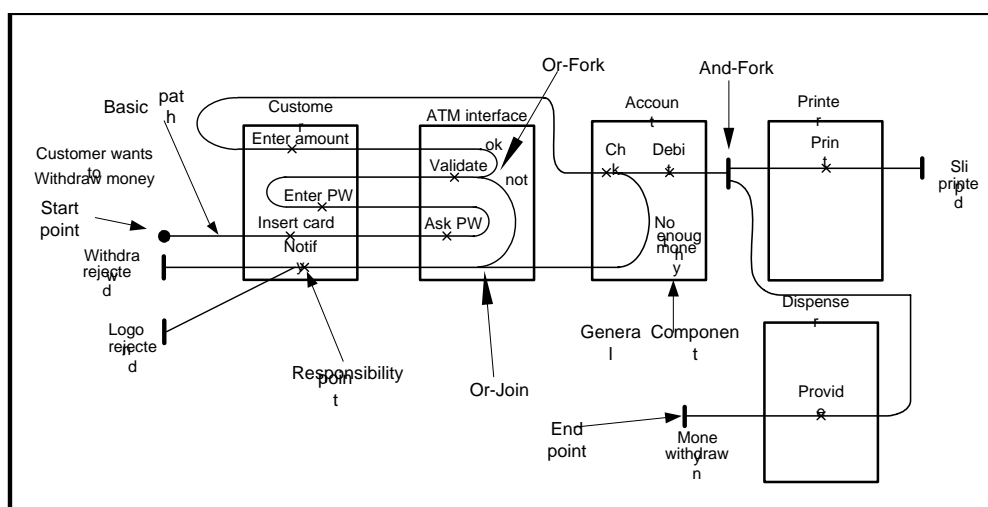 Or-Fork
And-Fork
Basic
pat
h
Custome
r
ATM interface
Accoun
t
Printe
r
Enter amount
ok
Ch
k
Debi
t
Prin
t
Customer wants
to
Withdraw money
Validate
not
Sli
p
printe
d
Enter PW
Start
point
Insert card
Ask PW
No
t
enoug
h
mone
y
Notif
y
Withdra
w
rejecte
d
Dispense
r
Logo
n
rejecte
d
Genera
l
Componen
t
Responsibility
poin
t
Or-Join
Provid
e
End
point
Mone
y
withdraw
n